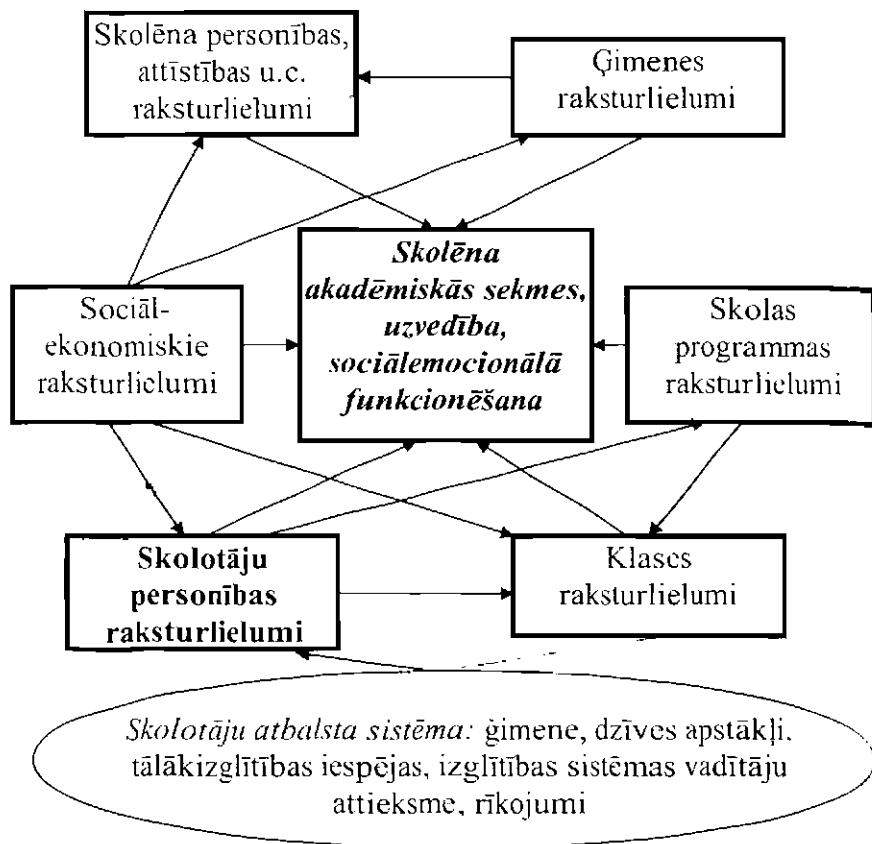 Skolēna personības,
attīstības u.c.
raksturlielumi
Ģimenes
raksturlielumi
Skolēna
akadēmiskās sekmes,
uzvedība,
sociālemocionālā
funkcionēšana
Sociāl-
ekonomiskie
raksturlielumi
Skolas
programmas
raksturlielumi
Skolotāju
personības
raksturlielumi
Klases
raksturlielumi
Skolotāju atbalsta sistēma: ģimene, dzīves apstākļi,
tālākizglītības iespējas, izglītības sistēmas vadītāju
attieksme, rīkojumi